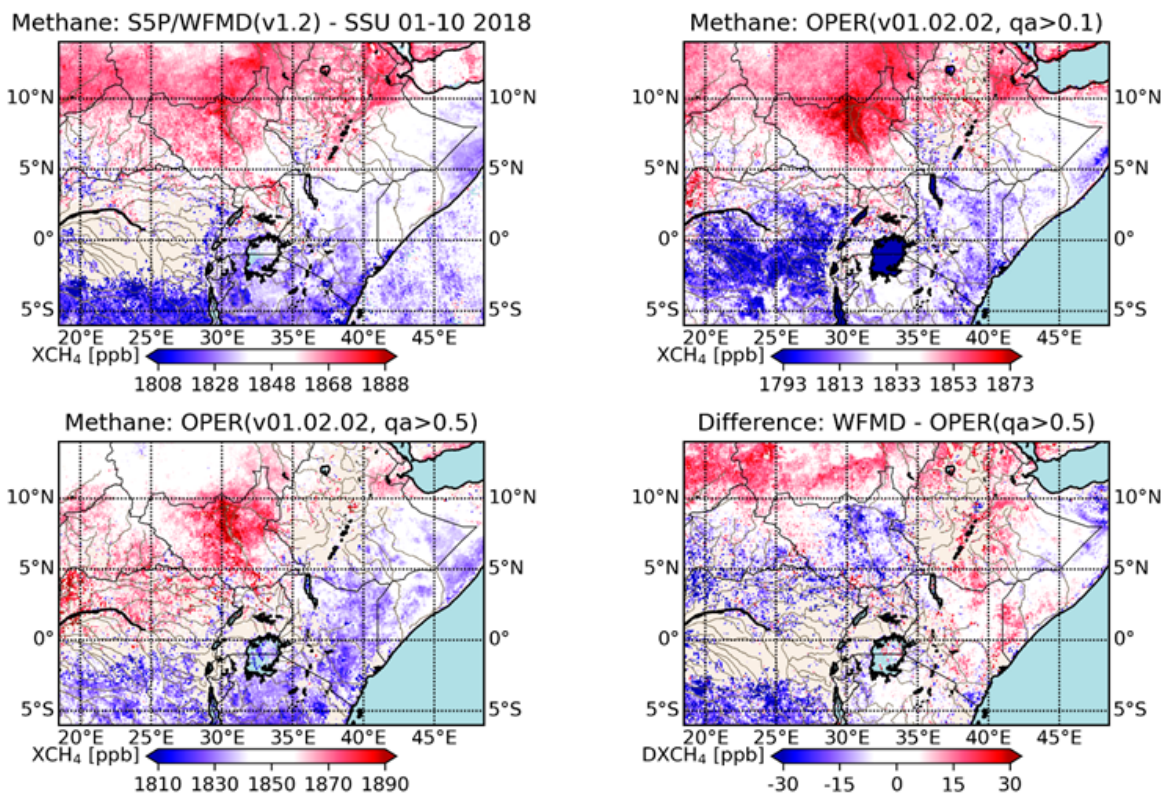 Methane: S5P/WFMD(v1.2) - SSU 01-10 2018
10°N
5°N
0°
5°S
10°N
5°N
0°
5°S
20°E 25°E 30°E 35°E 40°E 45°E
XCH₄ [ppb]
1808 1828 1848 1868 1888
Methane: OPER(v01.02.02, qa>0.1)
10°N
5°N
0°
5°S
10°N
5°N
0°
5°S
20°E 25°E 30°E 35°E 40°E 45°E
XCH₄ [ppb]
1793 1813 1833 1853 1873
Methane: OPER(v01.02.02, qa>0.5)
10°N
5°N
0°
5°S
10°N
5°N
0°
5°S
20°E 25°E 30°E 35°E 40°E 45°E
XCH₄ [ppb]
1810 1830 1850 1870 1890
Difference: WFMD - OPER(qa>0.5)
10°N
5°N
0°
5°S
10°N
5°N
0°
5°S
20°E 25°E 30°E 35°E 40°E 45°E
DXCH₄ [ppb]
-30 -15 0 15 30